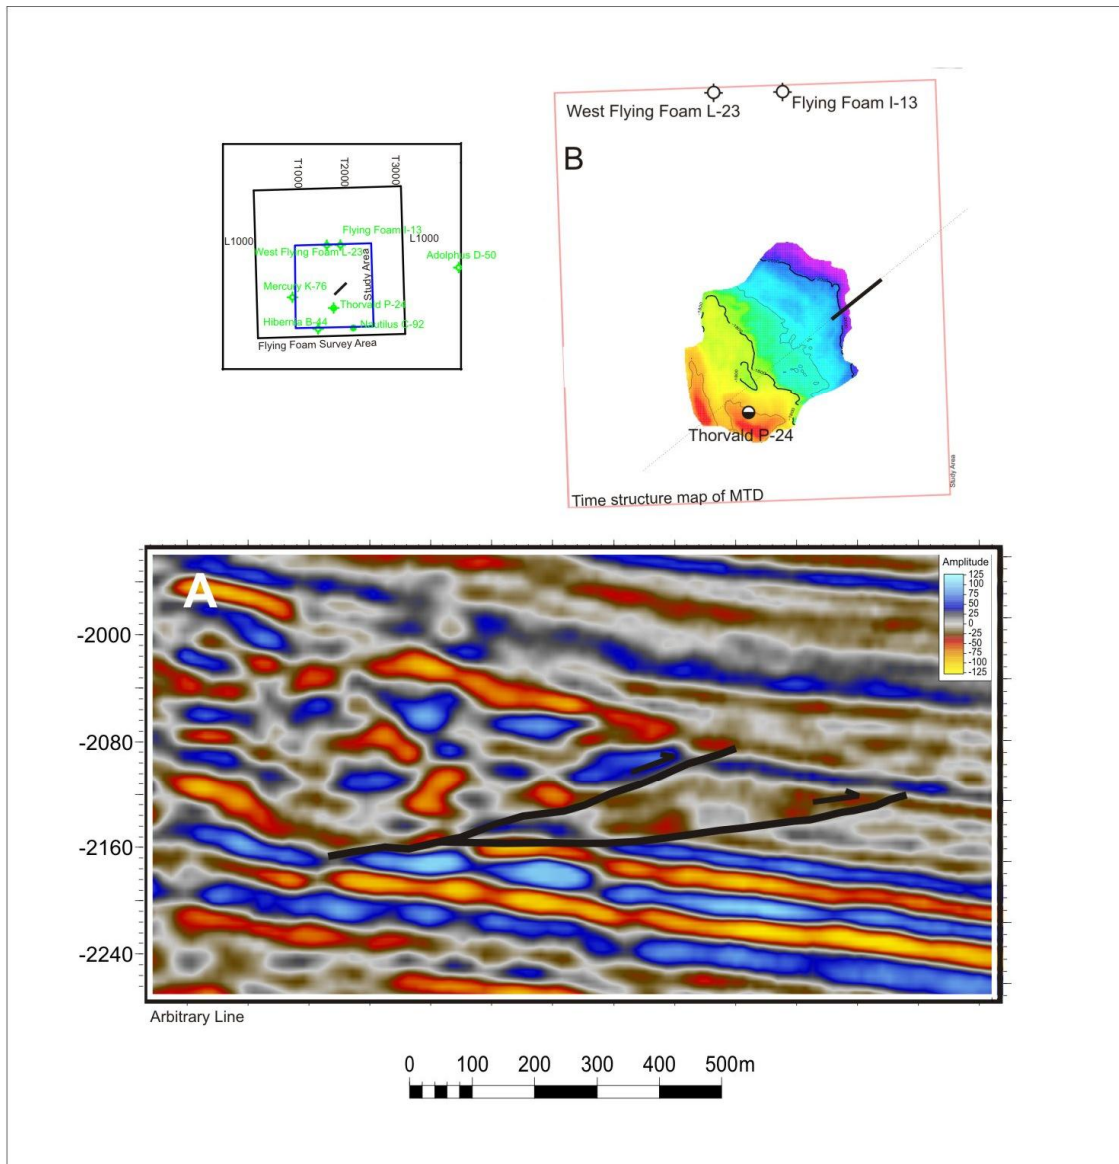 West Flying Foam L-23
Flying Foam I-13
B
Thorvald P-24
Study Area
Time structure map of MTD
T1000
T2000
T3000
L1000
L1000
Flying Foam I-13
West Flying Foam L-23
Study Area
Adolphus D-50
Mercury K-76
Thorvald P-24
Hibernia B-44
Nautilus C-92
Flying Foam Survey Area
A
Amplitude
125
100
75
50
25
0
-25
-50
-75
-100
-125
-2000
-2080
-2160
-2240
Arbitrary Line
0 100 200 300 400 500m